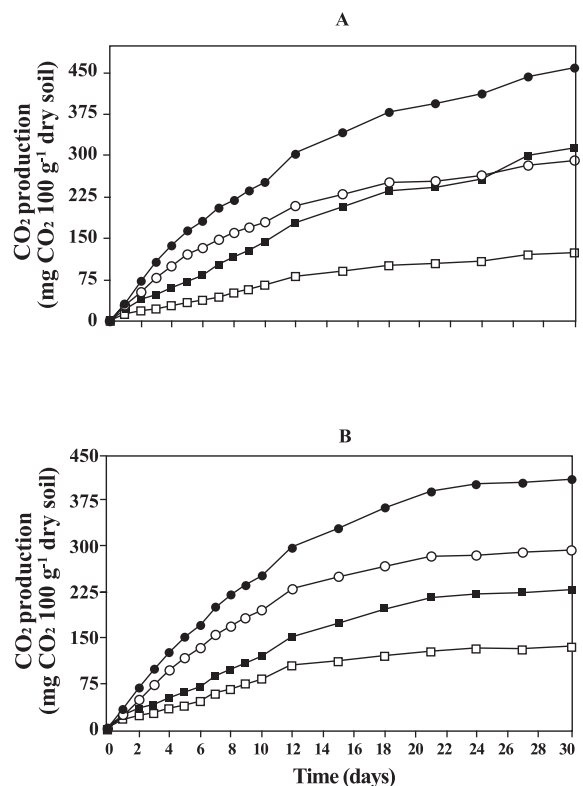 A
CO₂ production
(mg CO₂ 100 g⁻¹ dry soil)
450
375
300
225
150
75
0
B
CO₂ production
(mg CO₂ 100 g⁻¹ dry soil)
450
375
300
225
150
75
0
0 2 4 6 8 10 12 14 16 18 20 22 24 26 28 30
Time (days)